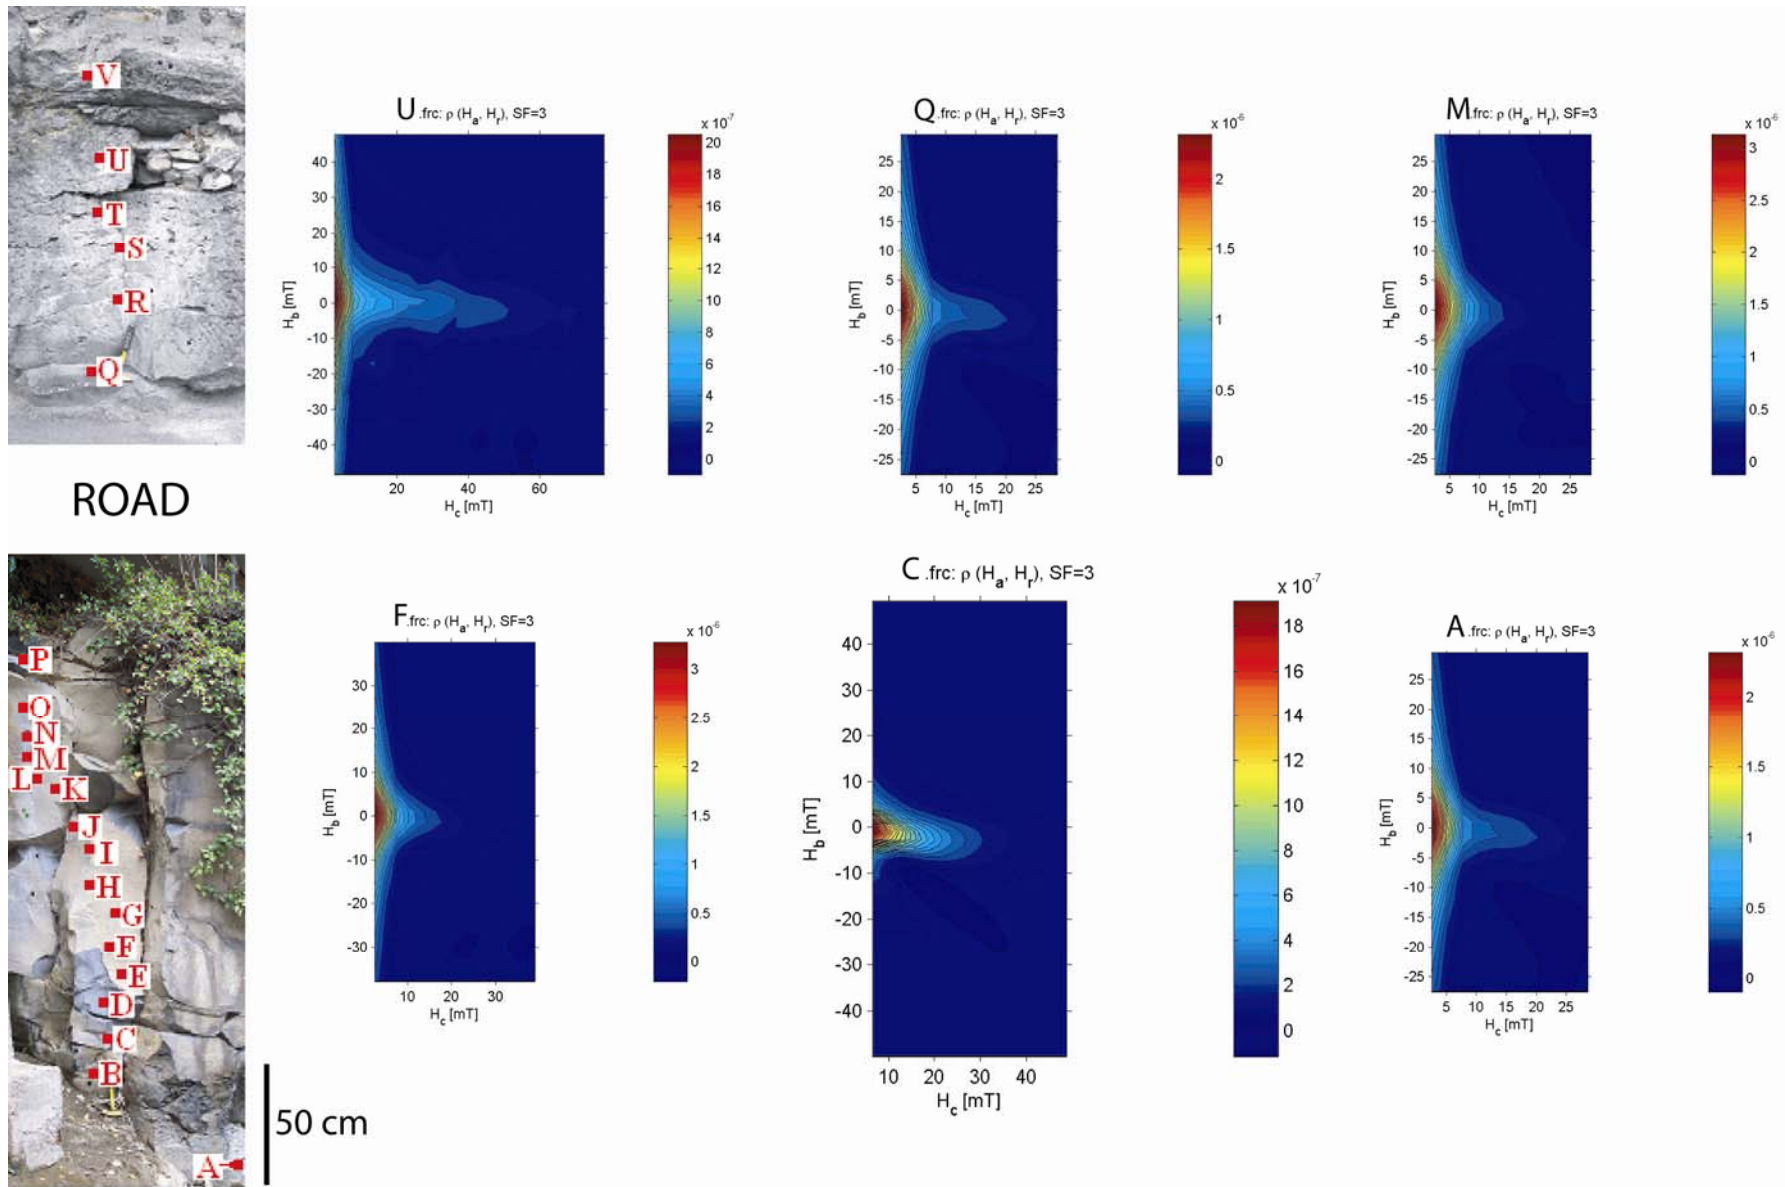 V
U
T
S
R
Q
ROAD
P
O
N
M
L
K
J
I
H
G
F
E
D
C
B
A
50 cm
U.frc: ρ (Ha, Hr), SF=3
x 10-7
40
30
20
10
0
-10
-20
-30
-40
Hb [mT]
20 40 60
Hc [mT]
20
18
16
14
12
10
8
6
4
2
0
Q.frc: ρ (Ha, Hr), SF=3
x 10-6
25
20
15
10
5
0
-5
-10
-15
-20
-25
Hb [mT]
5 10 15 20 25
Hc [mT]
2
1.5
1
0.5
0
M.frc: ρ (Ha, Hr), SF=3
x 10-6
25
20
15
10
5
0
-5
-10
-15
-20
-25
Hb [mT]
5 10 15 20 25
Hc [mT]
3
2.5
2
1.5
1
0.5
0
F.frc: ρ (Ha, Hr), SF=3
x 10-6
30
20
10
0
-10
-20
-30
Hb [mT]
10 20 30
Hc [mT]
3
2.5
2
1.5
1
0.5
0
C.frc: ρ (Ha, Hr), SF=3
x 10-7
40
30
20
10
0
-10
-20
-30
-40
Hb [mT]
10 20 30 40
Hc [mT]
18
16
14
12
10
8
6
4
2
0
A.frc: ρ (Ha, Hr), SF=3
x 10-6
25
20
15
10
5
0
-5
-10
-15
-20
-25
Hb [mT]
5 10 15 20 25
Hc [mT]
2
1.5
1
0.5
0